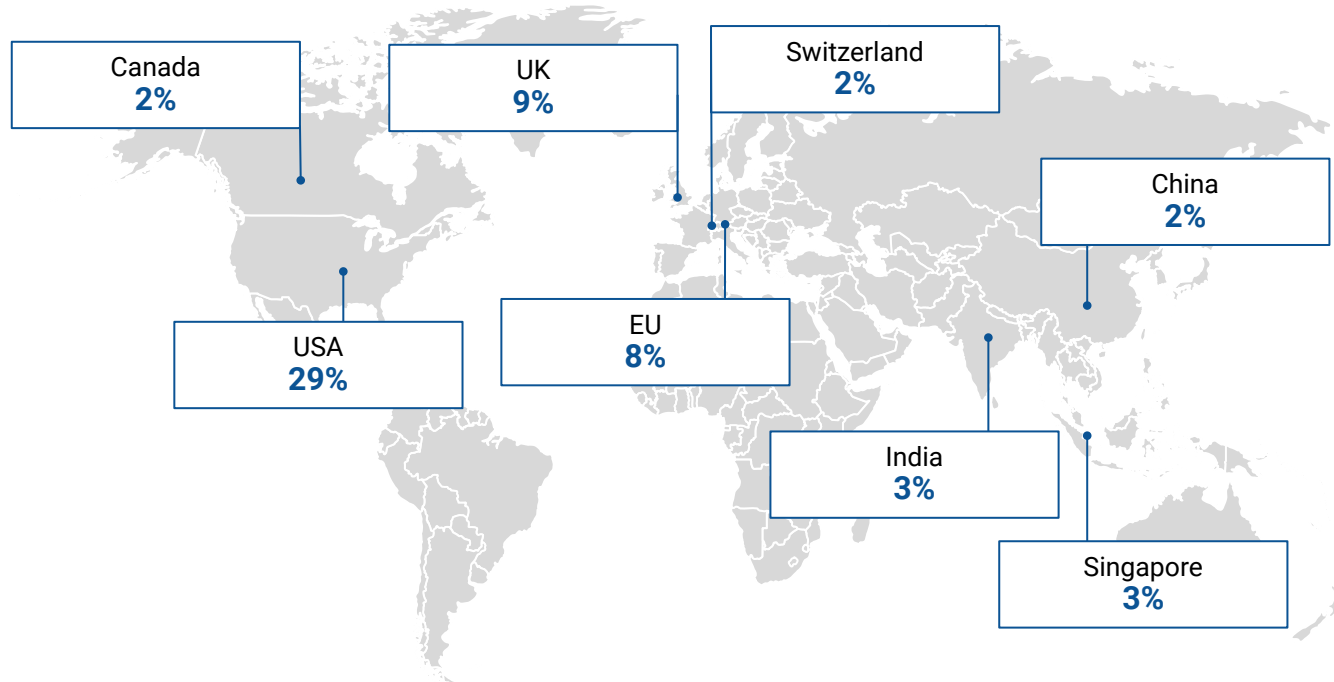 Canada
2%
UK
9%
Switzerland
2%
China
2%
USA
29%
EU
8%
India
3%
Singapore
3%